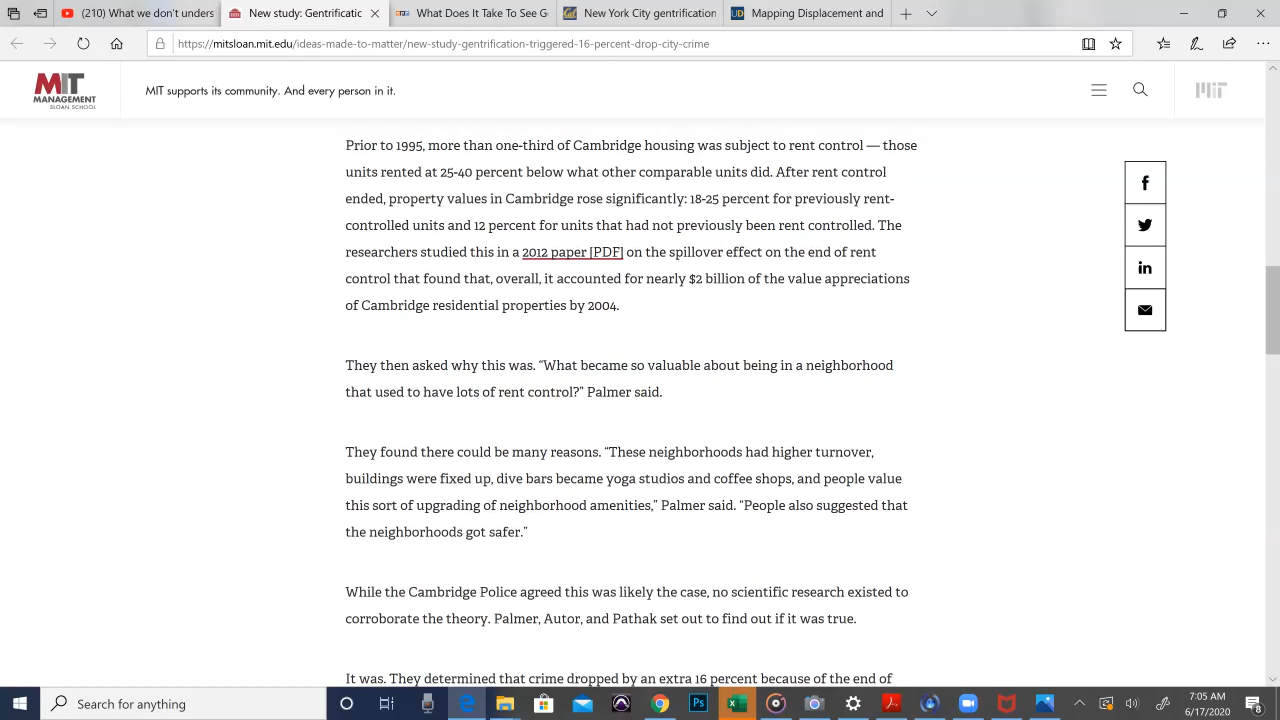 (210) What don't unders
New study: Gentrification
What Does It Take To See G
New York City Gentrification
Mapping Displacement and
https://mitsloan.mit.edu/ideas-made-to-matter/new-study-gentrification-triggered-16-percent-drop-city-crime
MIT
MANAGEMENT
SLOAN SCHOOL
MIT supports its community. And every person in it.
Prior to 1995, more than one-third of Cambridge housing was subject to rent control — those
units rented at 25-40 percent below what other comparable units did. After rent control
ended, property values in Cambridge rose significantly: 18-25 percent for previously rent-
controlled units and 12 percent for units that had not previously been rent controlled. The
researchers studied this in a 2012 paper [PDF] on the spillover effect on the end of rent
control that found that, overall, it accounted for nearly $2 billion of the value appreciations
of Cambridge residential properties by 2004.
They then asked why this was. “What became so valuable about being in a neighborhood
that used to have lots of rent control?” Palmer said.
They found there could be many reasons. “These neighborhoods had higher turnover,
buildings were fixed up, dive bars became yoga studios and coffee shops, and people value
this sort of upgrading of neighborhood amenities,” Palmer said. “People also suggested that
the neighborhoods got safer.”
While the Cambridge Police agreed this was likely the case, no scientific research existed to
corroborate the theory. Palmer, Autor, and Pathak set out to find out if it was true.
It was. They determined that crime dropped by an extra 16 percent because of the end of
Search for anything
7:05 AM
6/17/2020